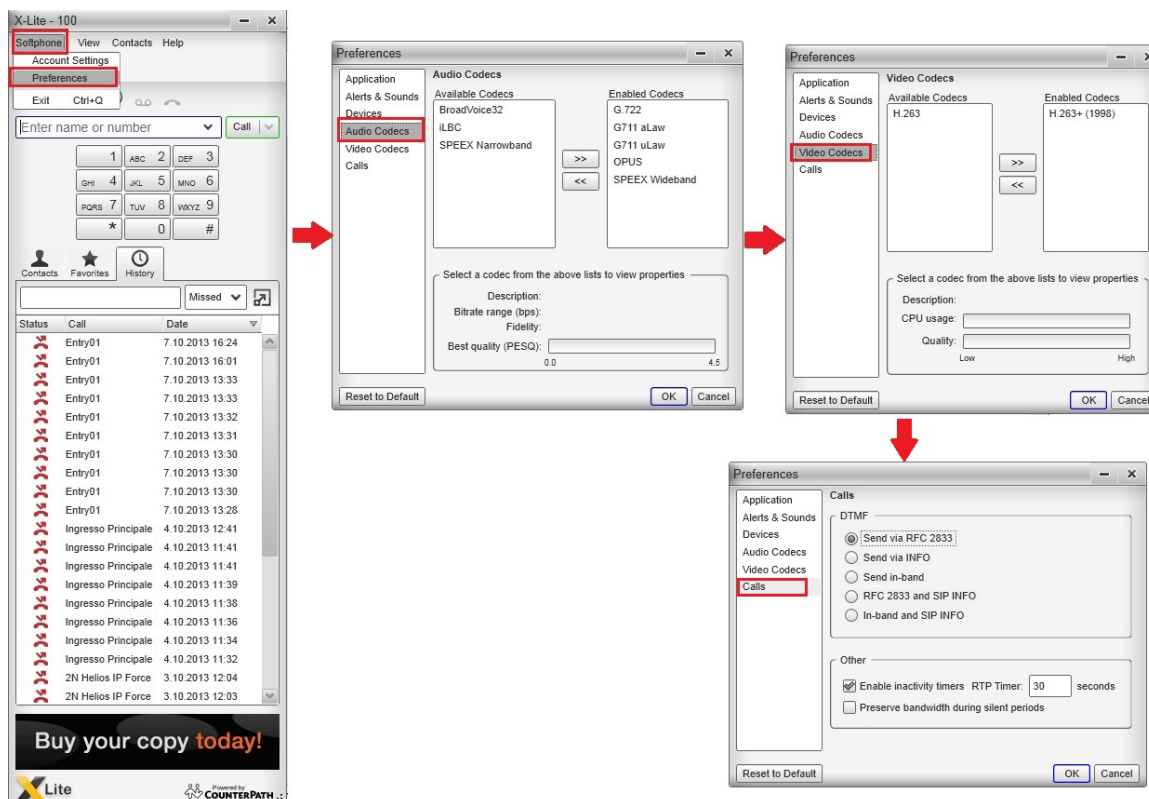 X-Lite - 100
Softphone View Contacts Help
Account Settings
Preferences
Exit Ctrl+Q
Enter name or number
Call
1 ABC 2 DEF 3
GHI 4 JKL 5 MNO 6
PQRS 7 TUV 8 WXYZ 9
* 0 #
Contacts Favorites History
Missed
Status Call Date
Entry01 7.10.2013 16:24
Entry01 7.10.2013 16:01
Entry01 7.10.2013 13:33
Entry01 7.10.2013 13:33
Entry01 7.10.2013 13:32
Entry01 7.10.2013 13:31
Entry01 7.10.2013 13:30
Entry01 7.10.2013 13:30
Entry01 7.10.2013 13:30
Entry01 7.10.2013 13:28
Ingresso Principale 4.10.2013 12:41
Ingresso Principale 4.10.2013 11:41
Ingresso Principale 4.10.2013 11:41
Ingresso Principale 4.10.2013 11:39
Ingresso Principale 4.10.2013 11:38
Ingresso Principale 4.10.2013 11:36
Ingresso Principale 4.10.2013 11:34
Ingresso Principale 4.10.2013 11:32
2N Helios IP Force 3.10.2013 12:04
2N Helios IP Force 3.10.2013 12:03
Buy your copy today!
X Lite
Powered by
COUNTERPATH
Preferences
Application
Alerts & Sounds
Devices
Audio Codecs
Video Codecs
Calls
Audio Codecs
Available Codecs
BroadVoice32
iLBC
SPEEX Narrowband
>>
<<
Enabled Codecs
G.722
G711 aLaw
G711 uLaw
OPUS
SPEEX Wideband
Select a codec from the above lists to view properties
Description:
Bitrate range (bps):
Fidelity:
Best quality (PESQ):
0.0 4.5
Reset to Default OK Cancel
Preferences
Application
Alerts & Sounds
Devices
Audio Codecs
Video Codecs
Calls
Video Codecs
Available Codecs
H.263
>>
<<
Enabled Codecs
H.263+ (1998)
Select a codec from the above lists to view properties
Description:
CPU usage:
Quality:
Low High
Reset to Default OK Cancel
Preferences
Application
Alerts & Sounds
Devices
Audio Codecs
Video Codecs
Calls
Calls
DTMF
Send via RFC 2833
Send via INFO
Send in-band
RFC 2833 and SIP INFO
In-band and SIP INFO
Other
Enable inactivity timers RTP Timer: 30 seconds
Preserve bandwidth during silent periods
Reset to Default OK Cancel